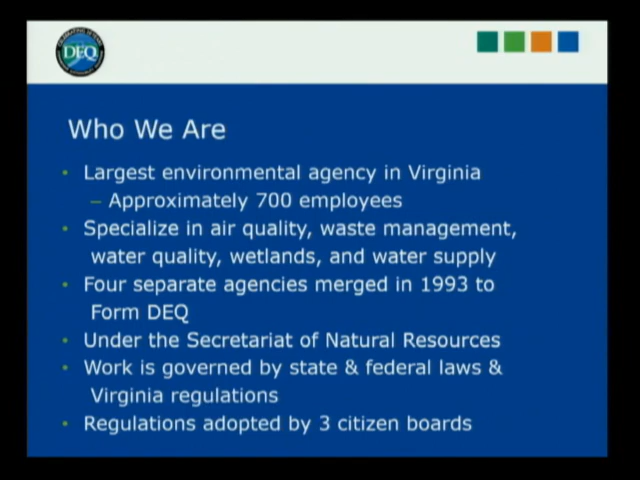 DEQ
Who We Are
• Largest environmental agency in Virginia
– Approximately 700 employees
• Specialize in air quality, waste management,
water quality, wetlands, and water supply
• Four separate agencies merged in 1993 to
Form DEQ
• Under the Secretariat of Natural Resources
• Work is governed by state & federal laws &
Virginia regulations
• Regulations adopted by 3 citizen boards